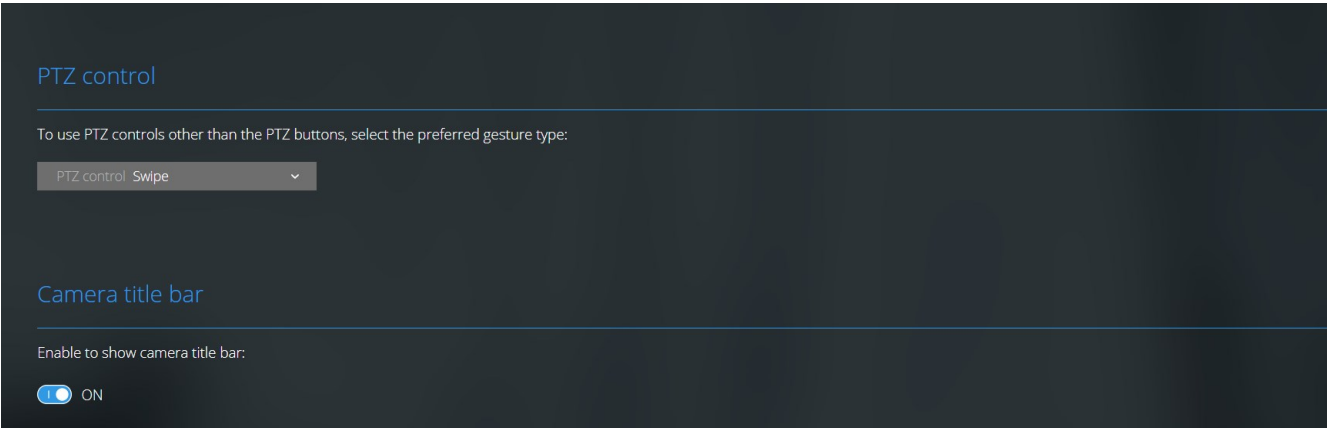 PTZ control
To use PTZ controls other than the PTZ buttons, select the preferred gesture type:
PTZ control Swipe
Camera title bar
Enable to show camera title bar:
ON